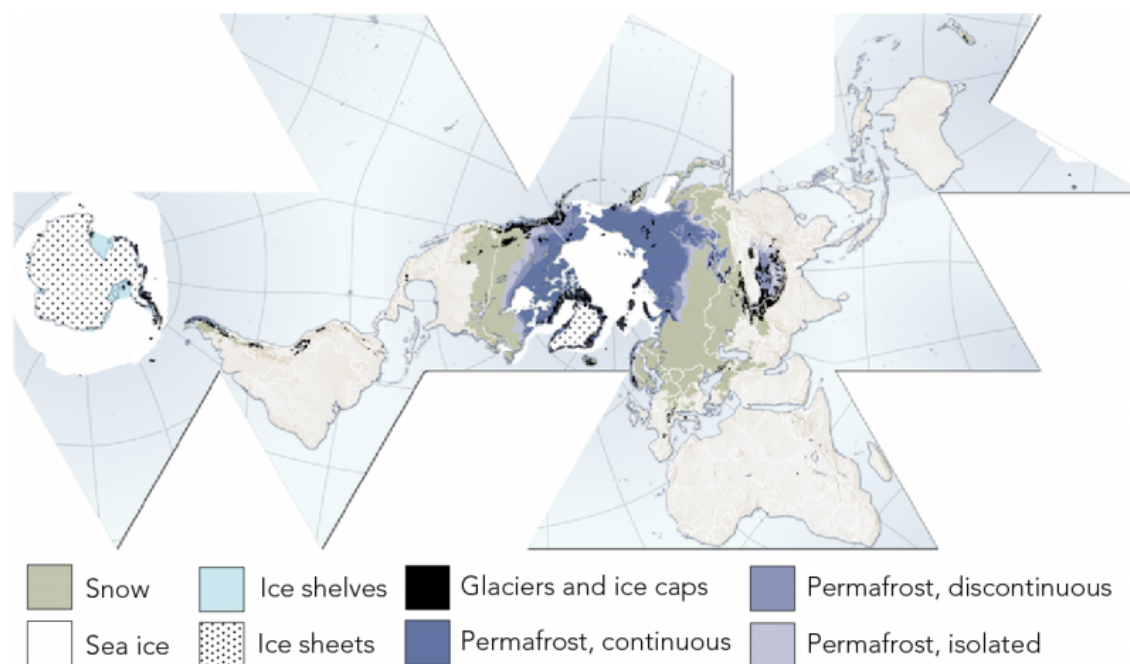 Snow
Ice shelves
Glaciers and ice caps
Permafrost, discontinuous
Sea ice
Ice sheets
Permafrost, continuous
Permafrost, isolated